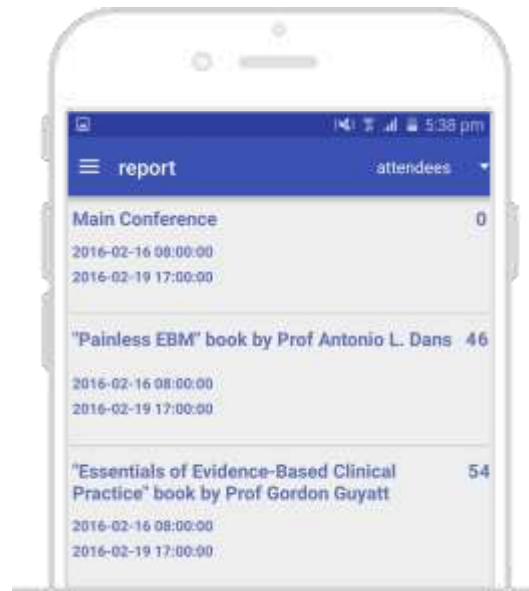 5:38 pm
report
attendees
Main Conference 0
2016-02-16 08:00:00
2016-02-19 17:00:00
"Painless EBM" book by Prof Antonio L. Dans 46
2016-02-16 08:00:00
2016-02-19 17:00:00
"Essentials of Evidence-Based Clinical 54
Practice" book by Prof Gordon Guyatt
2016-02-16 08:00:00
2016-02-19 17:00:00